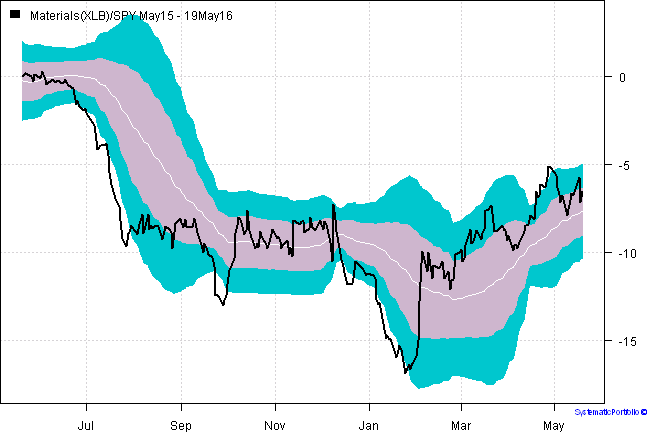 Materials(XLB)/SPY May15 - 19May16
0
-5
-10
-15
Jul Sep Nov Jan Mar May
SystematicPortfolio ©